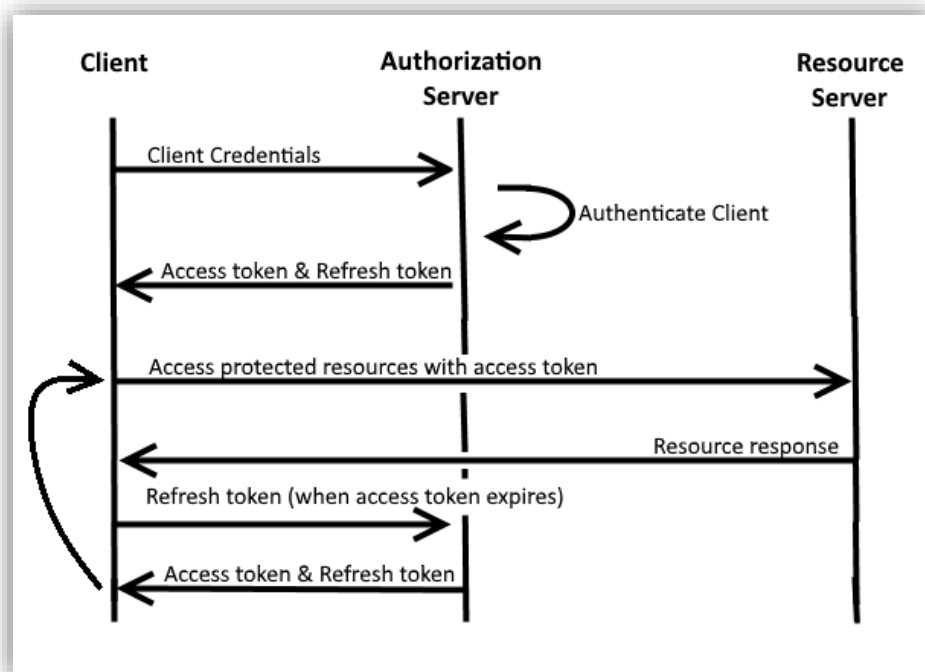 Client
Authorization
Server
Resource
Server
Client Credentials
Authenticate Client
Access token & Refresh token
Access protected resources with access token
Resource response
Refresh token (when access token expires)
Access token & Refresh token